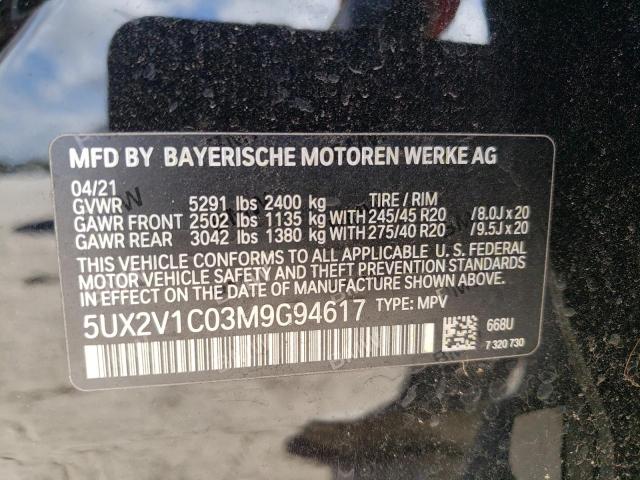 MFD BY BAYERISCHE MOTOREN WERKE AG
04/21
GVWR 5291 lbs 2400 kg TIRE / RIM
GAWR FRONT 2502 lbs 1135 kg WITH 245/45 R20 /8.0J x 20
GAWR REAR 3042 lbs 1380 kg WITH 275/40 R20 /9.5J x 20
THIS VEHICLE CONFORMS TO ALL APPLICABLE U. S. FEDERAL
MOTOR VEHICLE SAFETY AND THEFT PREVENTION STANDARDS
IN EFFECT ON THE DATE OF MANUFACTURE SHOWN ABOVE.
5UX2V1C03M9G94617 TYPE: MPV
668U
7 320 730